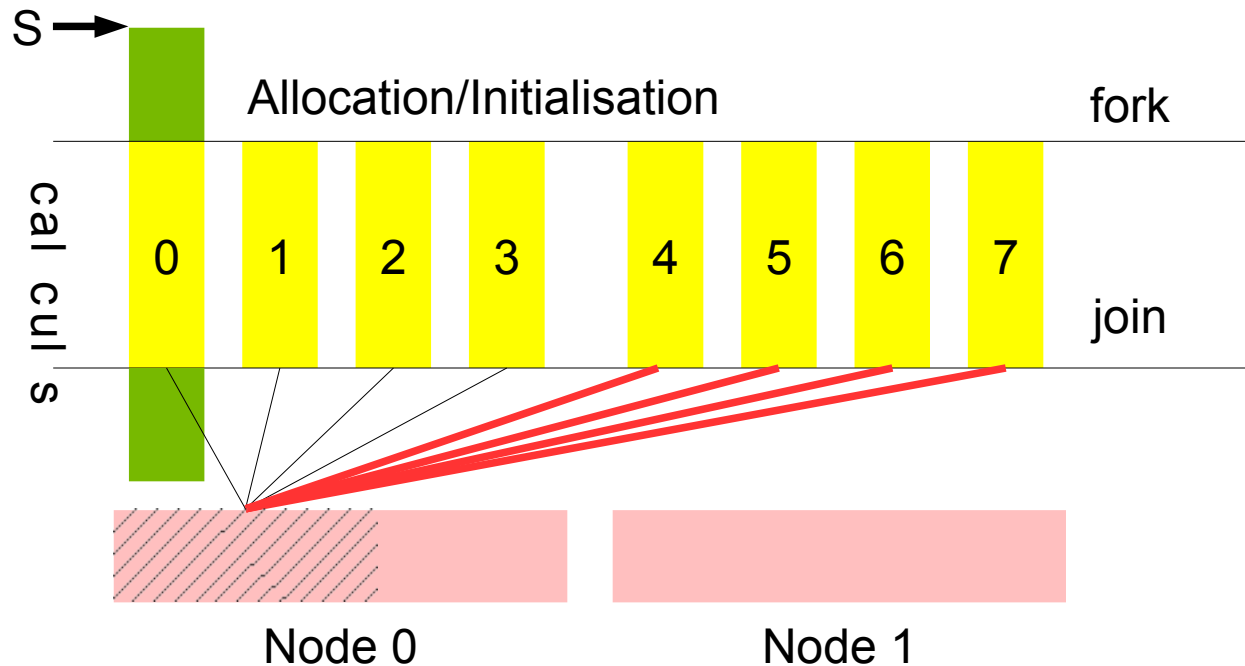 S
Allocation/Initialisation
fork
cal cul s
0 1 2 3 4 5 6 7
join
Node 0 Node 1